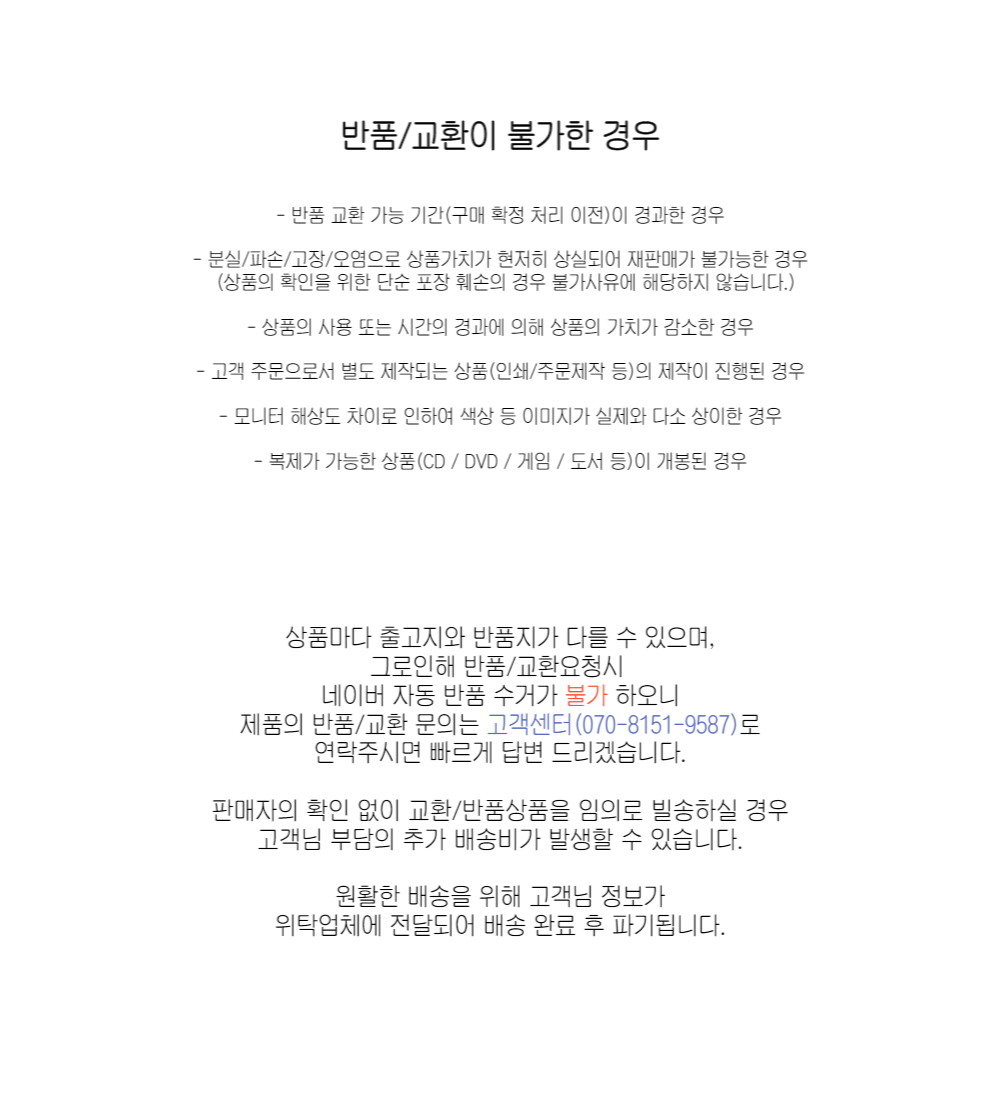 반품/교환이 불가한 경우
- 반품 교환 가능 기간(구매 확정 처리 이전)이 경과한 경우
- 분실/파손/고장/오염으로 상품가치가 현저히 상실되어 재판매가 불가능한 경우
(상품의 확인을 위한 단순 포장 훼손의 경우 불가사유에 해당하지 않습니다.)
- 상품의 사용 또는 시간의 경과에 의해 상품의 가치가 감소한 경우
- 고객 주문으로서 별도 제작되는 상품(인쇄/주문제작 등)의 제작이 진행된 경우
- 모니터 해상도 차이로 인하여 색상 등 이미지가 실제와 다소 상이한 경우
- 복제가 가능한 상품(CD / DVD / 게임 / 도서 등)이 개봉된 경우
상품마다 출고지와 반품지가 다를 수 있으며,
그로인해 반품/교환요청시
네이버 자동 반품 수거가 불가 하오니
제품의 반품/교환 문의는 고객센터(070-8151-9587)로
연락주시면 빠르게 답변 드리겠습니다.
판매자의 확인 없이 교환/반품상품을 임의로 빌송하실 경우
고객님 부담의 추가 배송비가 발생할 수 있습니다.
원활한 배송을 위해 고객님 정보가
위탁업체에 전달되어 배송 완료 후 파기됩니다.